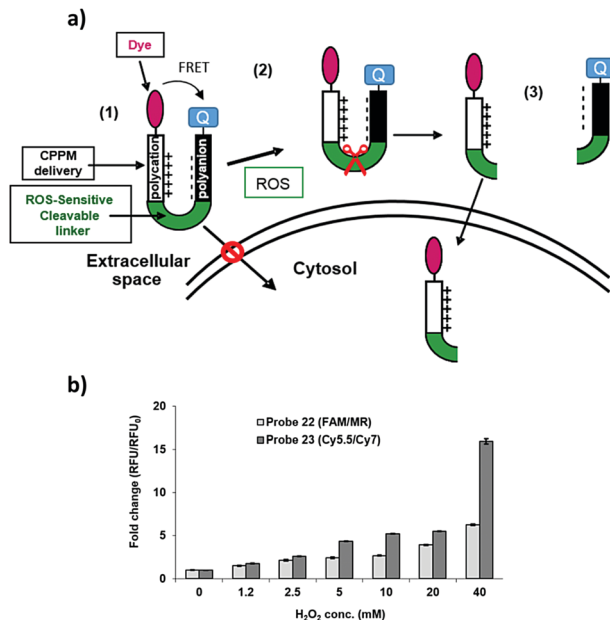 a)
Dye
FRET
(1)
(2)
(3)
Q
Q
Q
CPPM
delivery
polycation
+++++
-----
polyanion
+++++
-----
+++++
-----
ROS
ROS-Sensitive
Cleavable
linker
Extracellular
space
Cytosol
+++++
b)
Fold change (RFU/RFU₀)
20
15
10
5
0
Probe 22 (FAM/MR)
Probe 23 (Cy5.5/Cy7)
0 1.2 2.5 5 10 20 40
H₂O₂ conc. (mM)